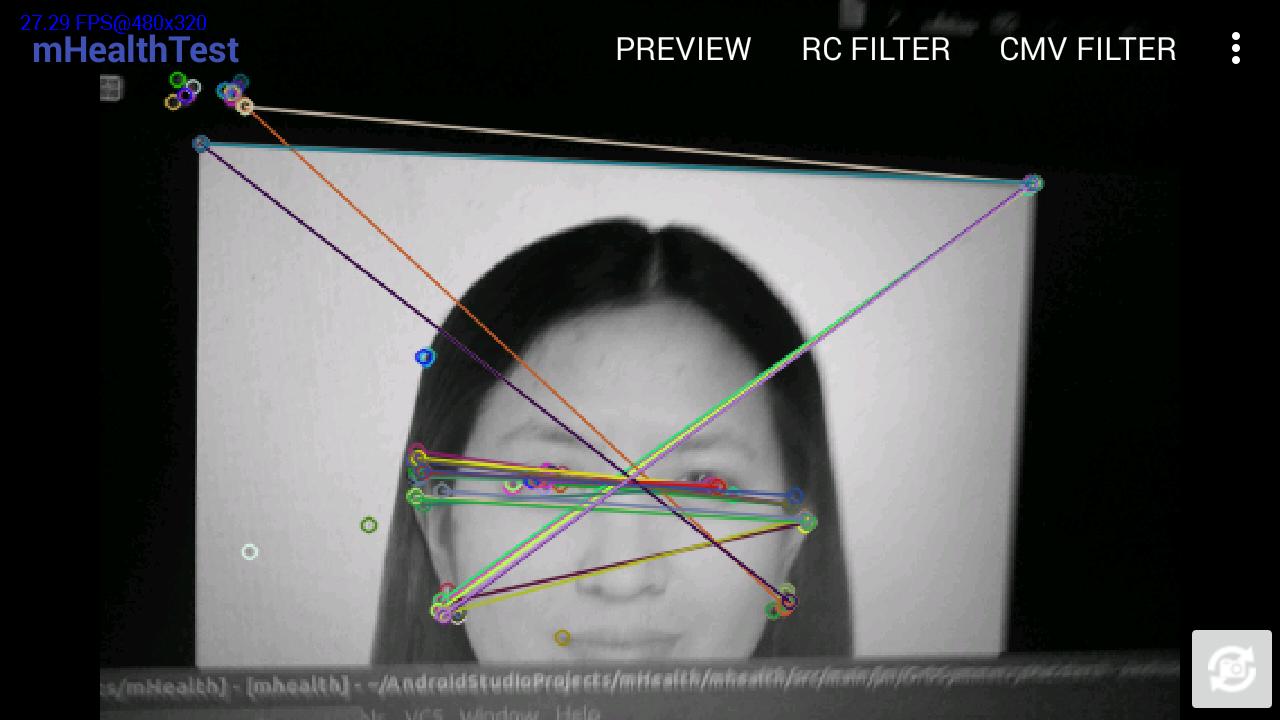 27.29 FPS@480x320
mHealthTest
PREVIEW
RC FILTER
CMV FILTER
s/mHealth] - [mhealth] - ~/AndroidStudioProjects/mHealth/mhealth/src/main/
VCS Window Help